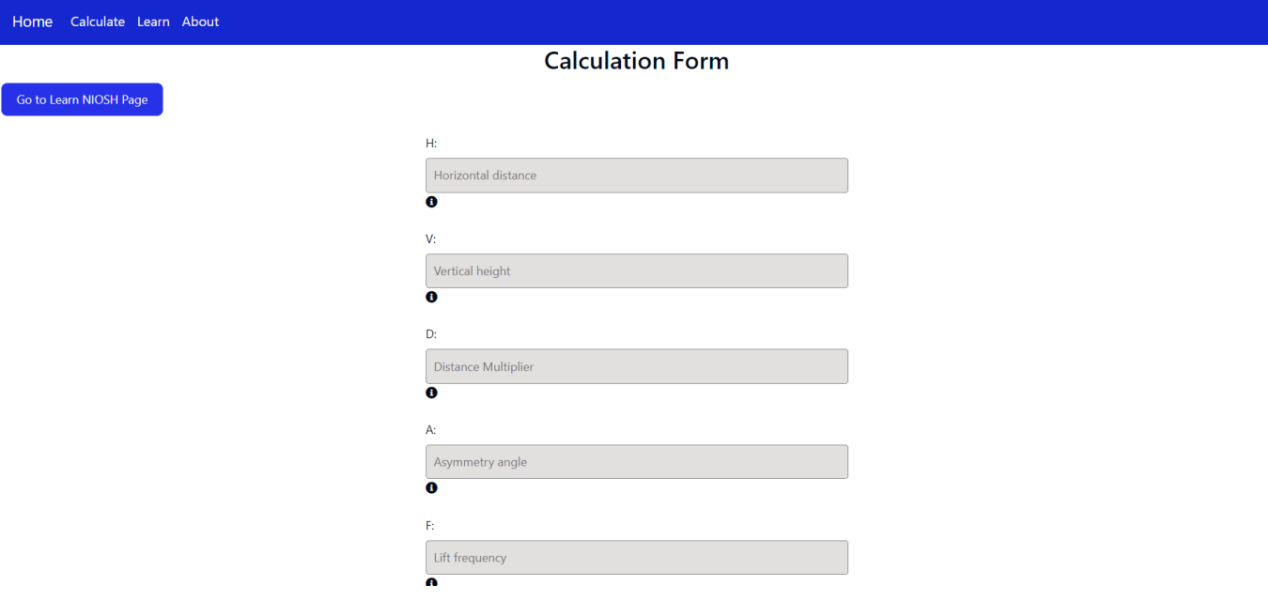 Home Calculate Learn About
Calculation Form
Go to Learn NIOSH Page
H:
Horizontal distance
V:
Vertical height
D:
Distance Multiplier
A:
Asymmetry angle
F:
Lift frequency